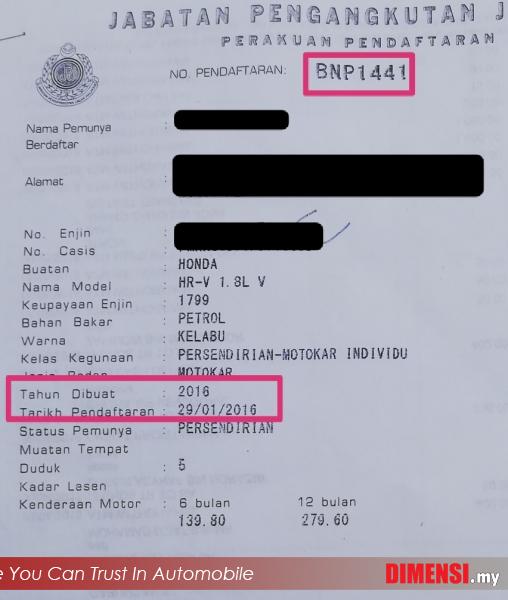 JABATAN PENGANGKUTAN J
PERAKUAN PENDAFTARAN
NO. PENDAFTARAN: BNP1441
Nama Pemunya :
Berdaftar
Alamat :
No. Enjin :
No. Casis :
Buatan : HONDA
Nama Model : HR-V 1.8L V
Keupayaan Enjin : 1799
Bahan Bakar : PETROL
Warna : KELABU
Kelas Kegunaan : PERSENDIRIAN-MOTOKAR INDIVIDU
Jenis Badan : MOTOKAR
Tahun Dibuat : 2016
Tarikh Pendaftaran : 29/01/2016
Status Pemunya : PERSENDIRIAN
Muatan Tempat
Duduk : 5
Kadar Lesen
Kenderaan Motor : 6 bulan 12 bulan
139.80 279.60
e You Can Trust In Automobile
DIMENSI.my